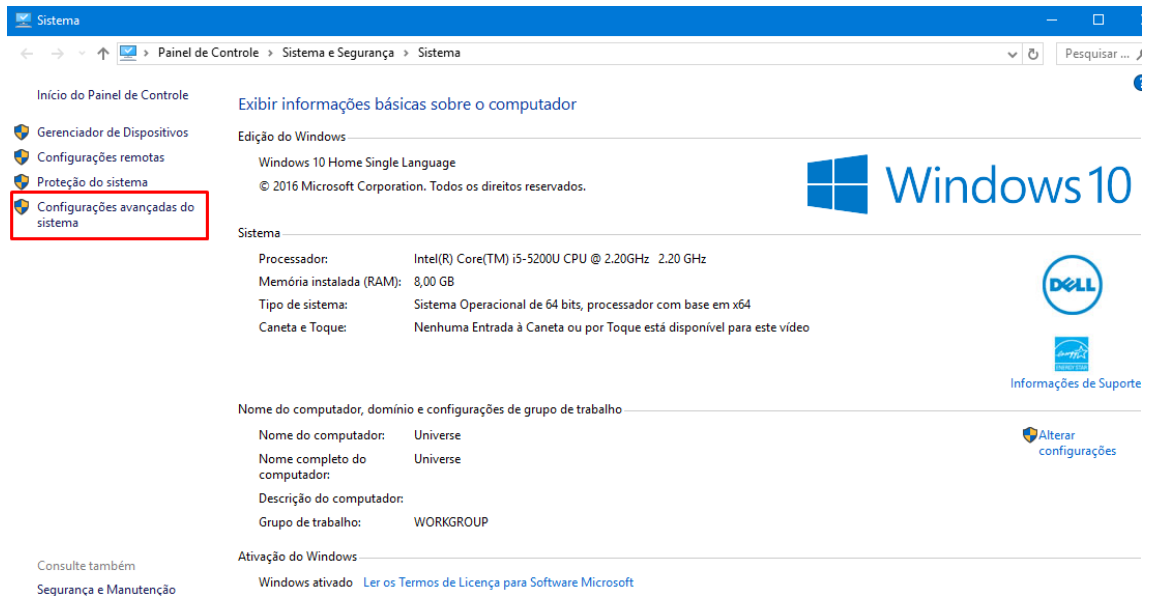 Sistema
Painel de Controle > Sistema e Segurança > Sistema
Pesquisar ...
Início do Painel de Controle
Gerenciador de Dispositivos
Configurações remotas
Proteção do sistema
Configurações avançadas do
sistema
Exibir informações básicas sobre o computador
Edição do Windows
Windows 10 Home Single Language
© 2016 Microsoft Corporation. Todos os direitos reservados.
Windows 10
Sistema
Processador: Intel(R) Core(TM) i5-5200U CPU @ 2.20GHz 2.20 GHz
Memória instalada (RAM): 8,00 GB
Tipo de sistema: Sistema Operacional de 64 bits, processador com base em x64
Caneta e Toque: Nenhuma Entrada à Caneta ou por Toque está disponível para este vídeo
DELL
ENERGY STAR
Informações de Suporte
Nome do computador, domínio e configurações de grupo de trabalho
Nome do computador: Universe
Nome completo do Universe
computador:
Descrição do computador:
Grupo de trabalho: WORKGROUP
Alterar
configurações
Ativação do Windows
Windows ativado Ler os Termos de Licença para Software Microsoft
Consulte também
Segurança e Manutenção